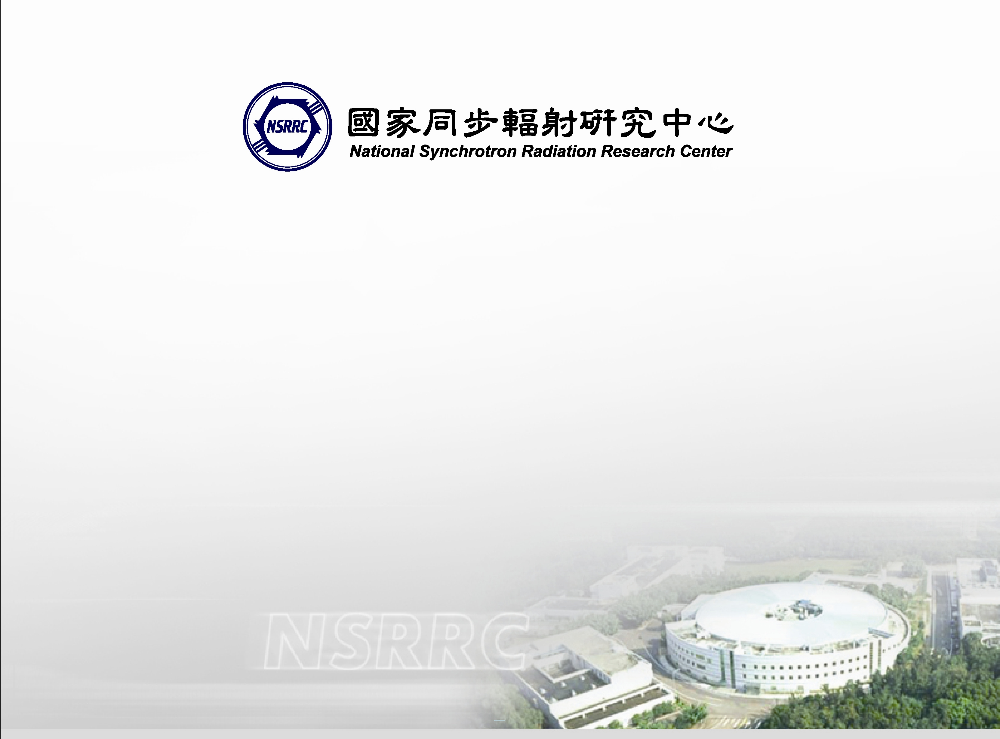 NSRRC
國家同步輻射研究中心
National Synchrotron Radiation Research Center
NSRRC